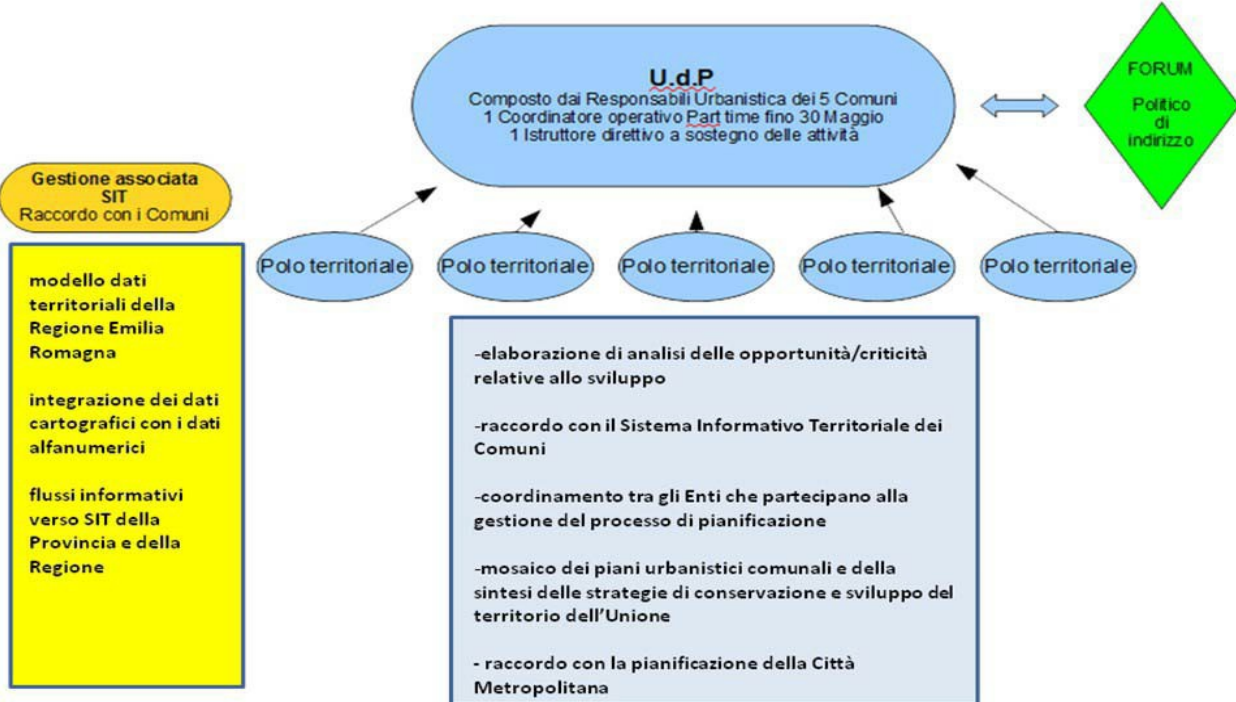 U.d.P
Composto dai Responsabili Urbanistica dei 5 Comuni
1 Coordinatore operativo Part time fino 30 Maggio
1 Istruttore direttivo a sostegno delle attività
FORUM
Politico
di
indirizzo
Gestione associata
SIT
Raccordo con i Comuni
Polo territoriale
Polo territoriale
Polo territoriale
Polo territoriale
Polo territoriale
modello dati
territoriali della
Regione Emilia
Romagna
integrazione dei dati
cartografici con i dati
alfanumerici
flussi informativi
verso SIT della
Provincia e della
Regione
-elaborazione di analisi delle opportunità/criticità
relative allo sviluppo
-raccordo con il Sistema Informativo Territoriale dei
Comuni
-coordinamento tra gli Enti che partecipano alla
gestione del processo di pianificazione
-mosaico dei piani urbanistici comunali e della
sintesi delle strategie di conservazione e sviluppo del
territorio dell'Unione
- raccordo con la pianificazione della Città
Metropolitana